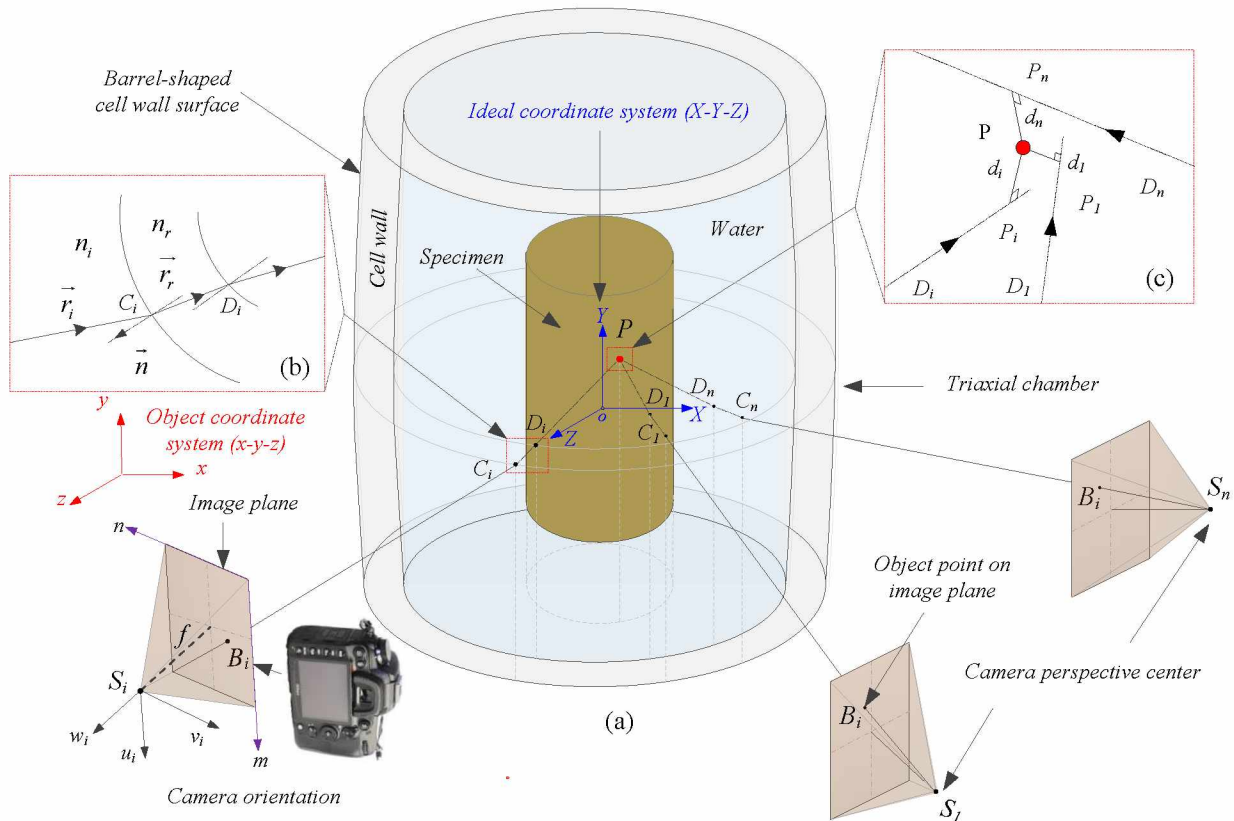 Barrel-shaped
cell wall surface
Ideal coordinate system (X-Y-Z)
Cell wall
Specimen
Water
Y
P
X
Z
o
D_i
C_i
D_1
C_1
D_n
C_n
Triaxial chamber
(a)
n_i
n_r
r_i
r_r
C_i
D_i
n
(b)
P_n
P
d_n
d_i
d_1
D_n
P_1
P_i
D_i
D_1
(c)
y
Object coordinate
system (x-y-z)
x
z
Image plane
n
f
B_i
S_i
w_i
u_i
v_i
m
Camera orientation
B_i
S_n
Object point on
image plane
Camera perspective center
B_i
S_1